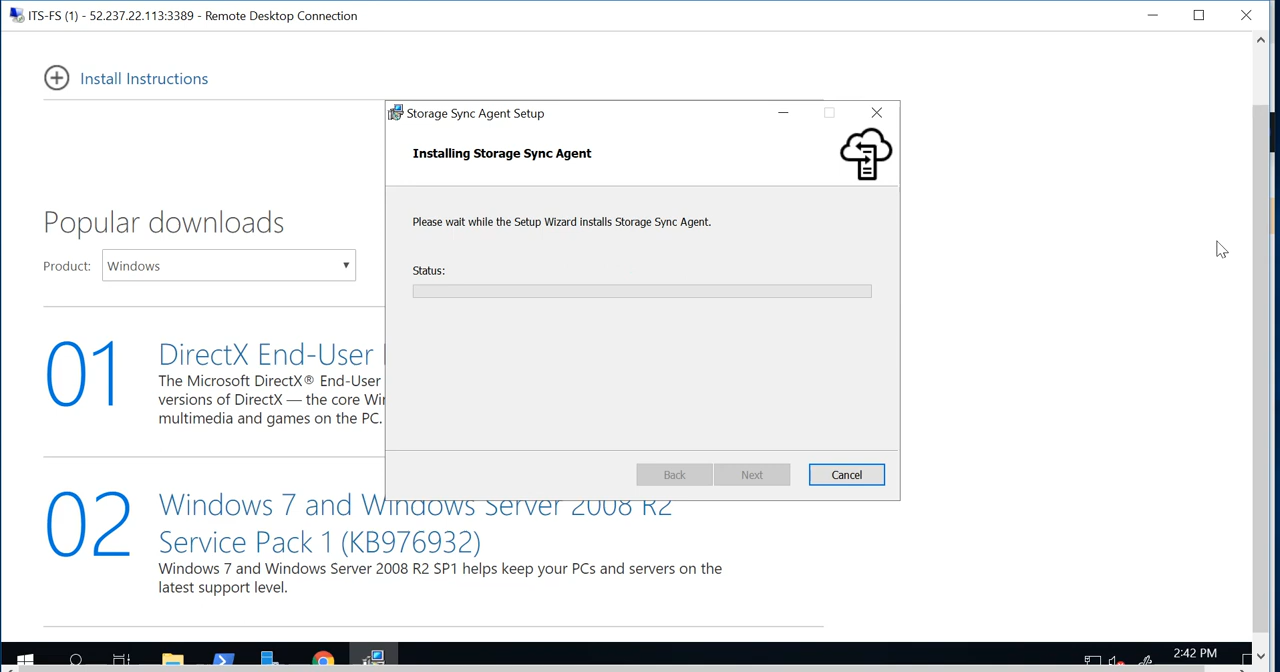 ITS-FS (1) - 52.237.22.113:3389 - Remote Desktop Connection
Install Instructions
Storage Sync Agent Setup
Installing Storage Sync Agent
Please wait while the Setup Wizard installs Storage Sync Agent.
Status:
Back
Next
Cancel
Popular downloads
Product:
Windows
01
DirectX End-User
The Microsoft DirectX® End-User
versions of DirectX — the core
multimedia and games on the PC.
02
Windows 7 and Windows Server 2008 R2
Service Pack 1 (KB976932)
Windows 7 and Windows Server 2008 R2 SP1 helps keep your PCs and servers on the
latest support level.
2:42 PM